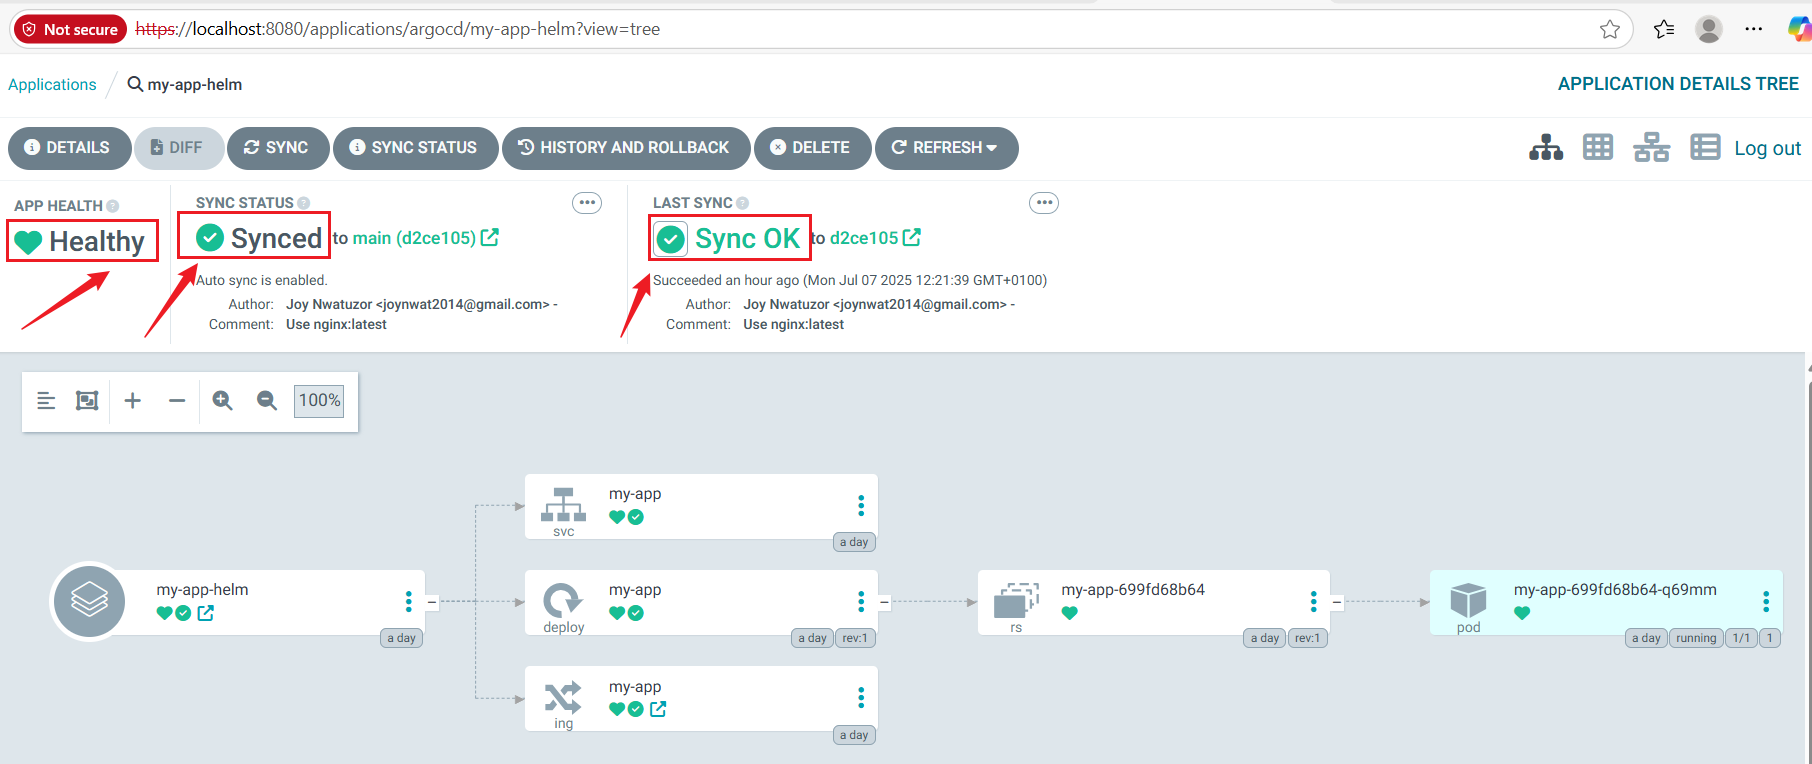 Not secure https://localhost:8080/applications/argocd/my-app-helm?view=tree
Applications / my-app-helm APPLICATION DETAILS TREE
DETAILS DIFF SYNC SYNC STATUS HISTORY AND ROLLBACK DELETE REFRESH Log out
APP HEALTH
Healthy
SYNC STATUS
Synced to main (d2ce105)
Auto sync is enabled.
Author: Joy Nwatuzor <joynwat2014@gmail.com> -
Comment: Use nginx:latest
LAST SYNC
Sync OK to d2ce105
Succeeded an hour ago (Mon Jul 07 2025 12:21:39 GMT+0100)
Author: Joy Nwatuzor <joynwat2014@gmail.com> -
Comment: Use nginx:latest
100%
my-app
svc
a day
my-app-helm
a day
my-app
deploy
a day rev:1
my-app-699fd68b64
rs
a day rev:1
my-app-699fd68b64-q69mm
pod
a day running 1/1 1
my-app
ing
a day